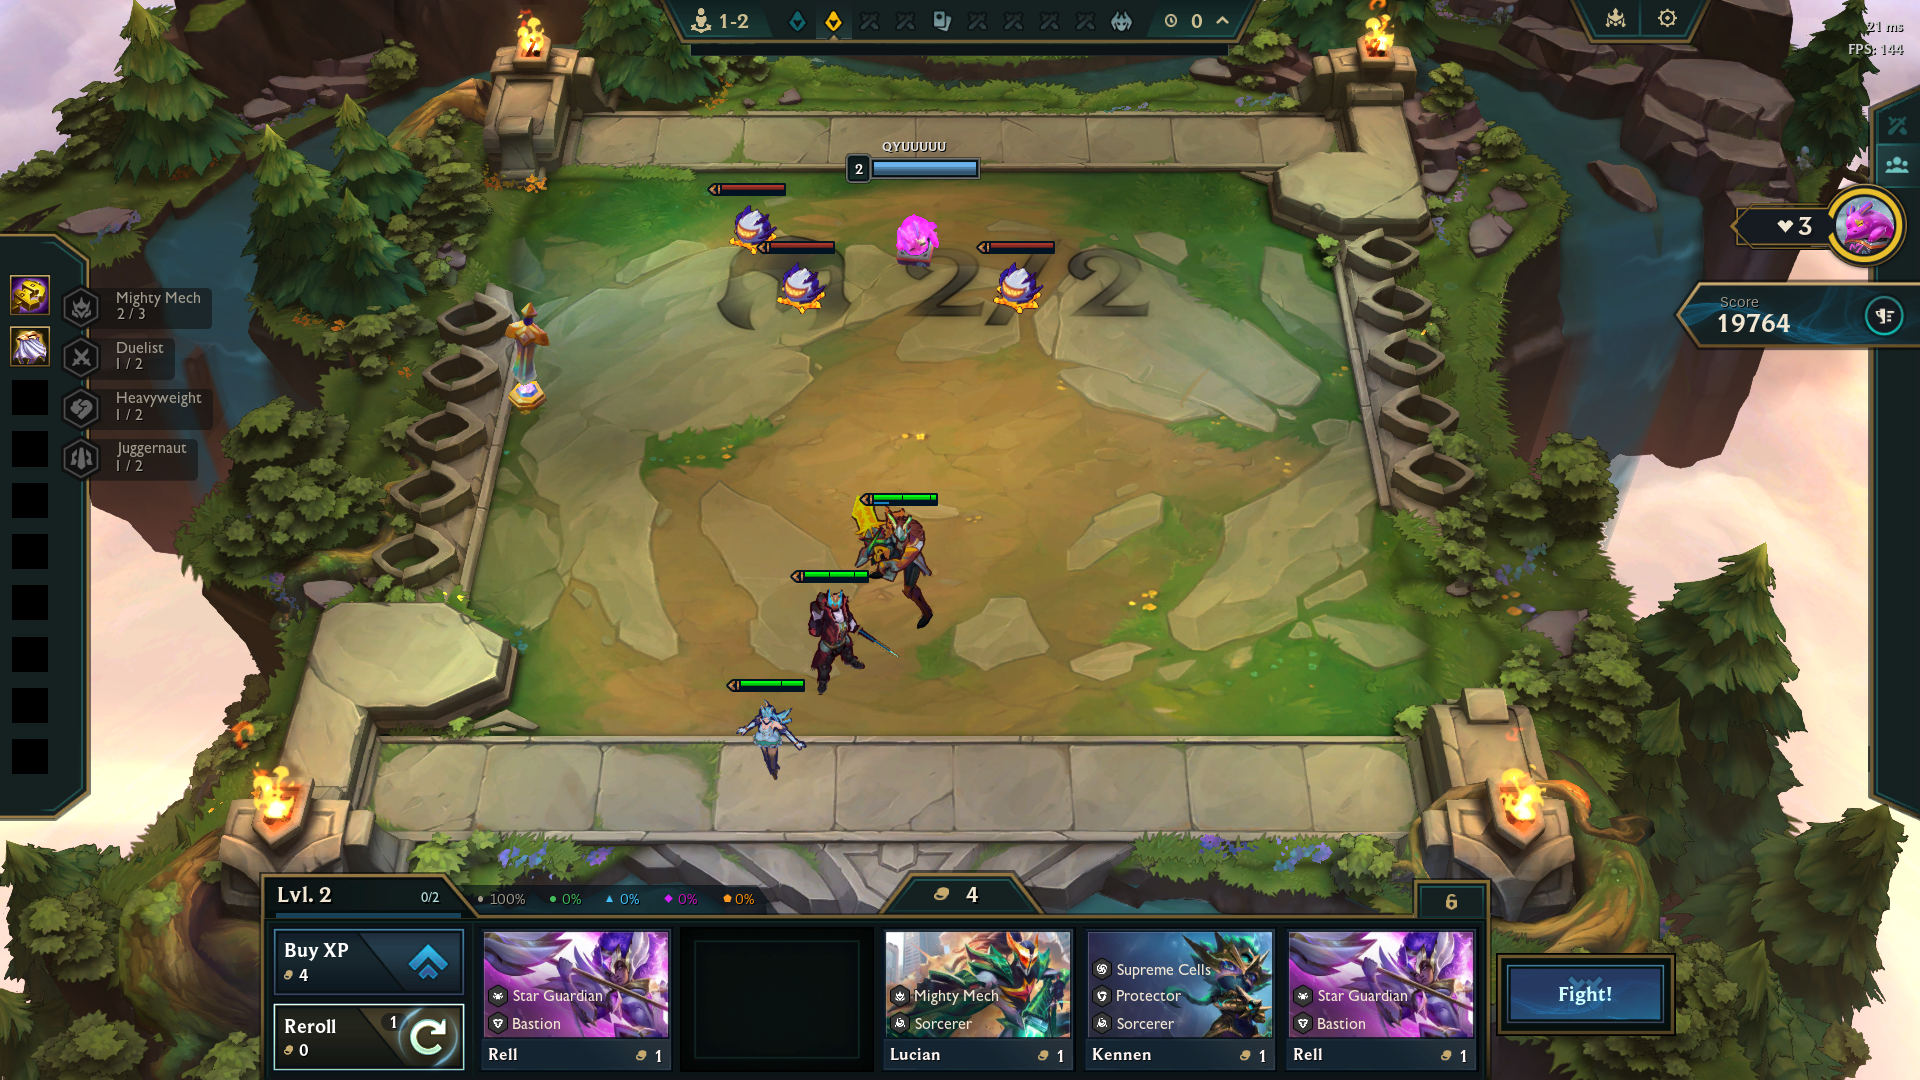 1-2
0
21 ms
FPS: 144
QYUUUUU
2
2/2
3
Score
19764
Mighty Mech
2 / 3
Duelist
1 / 2
Heavyweight
1 / 2
Juggernaut
1 / 2
Lvl. 2
0/2
100%
0%
0%
0%
0%
4
6
Buy XP
4
Reroll
1
0
Star Guardian
Bastion
Rell
1
Mighty Mech
Sorcerer
Lucian
1
Supreme Cells
Protector
Sorcerer
Kennen
1
Star Guardian
Bastion
Rell
1
Fight!